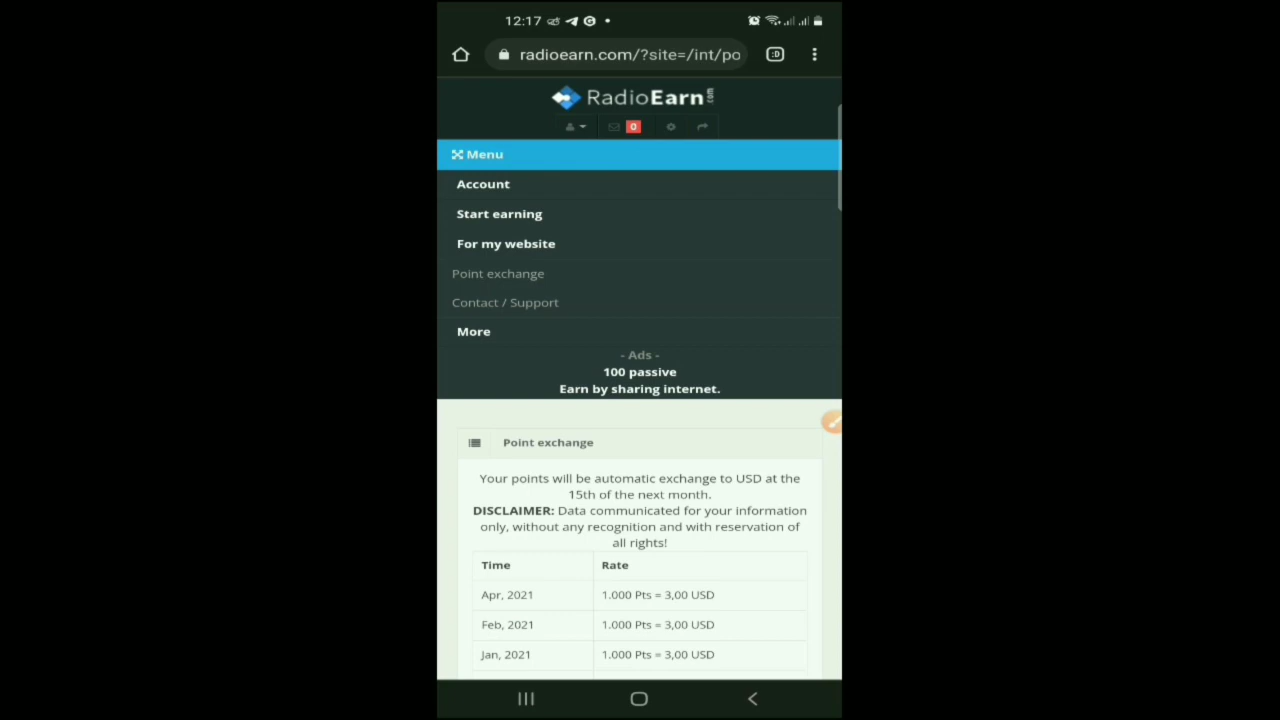 12:17
radioearn.com/?site=/int/po
:D
RadioEarn.com
0
Menu
Account
Start earning
For my website
Point exchange
Contact / Support
More
- Ads -
100 passive
Earn by sharing internet.
Point exchange
Your points will be automatic exchange to USD at the
15th of the next month.
DISCLAIMER: Data communicated for your information
only, without any recognition and with reservation of
all rights!
Time Rate
Apr, 2021 1.000 Pts = 3,00 USD
Feb, 2021 1.000 Pts = 3,00 USD
Jan, 2021 1.000 Pts = 3,00 USD